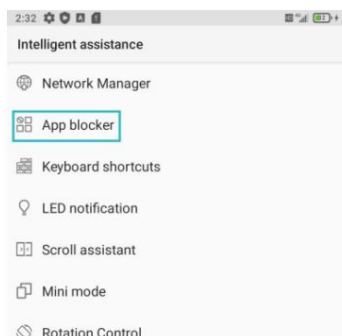 2:32
Intelligent assistance
Network Manager
App blocker
Keyboard shortcuts
LED notification
Scroll assistant
Mini mode
Rotation Control